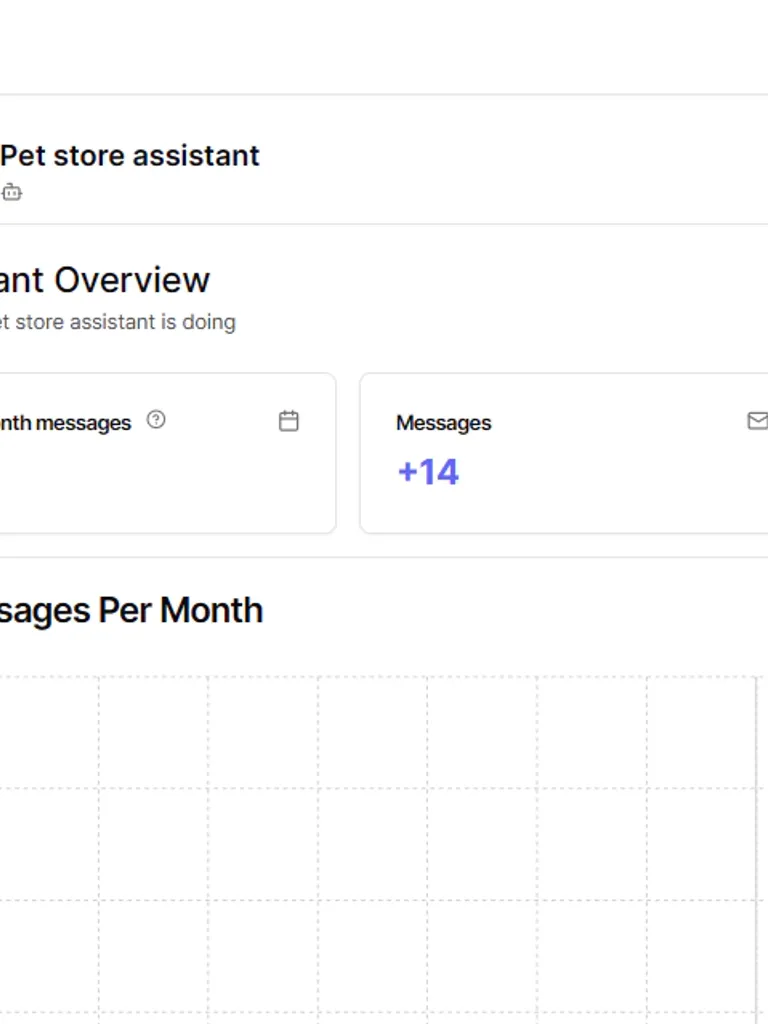 Pet store assistant
ant Overview
et store assistant is doing
nth messages
Messages
+14
sages Per Month